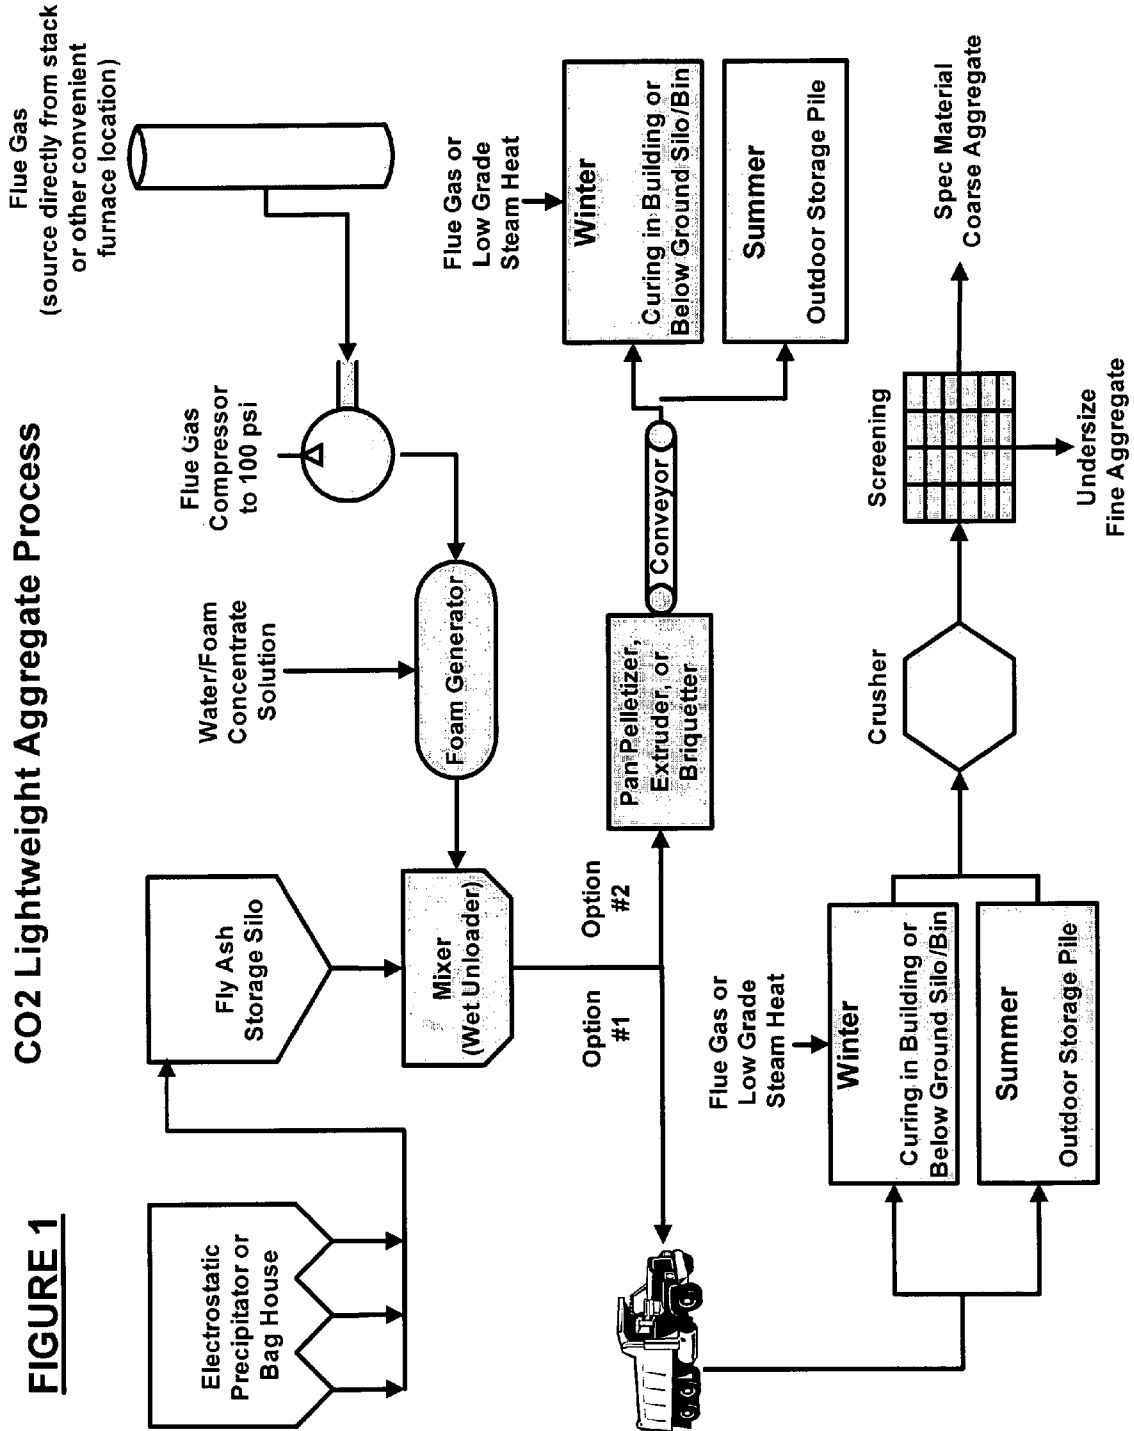 FIGURE 1
CO2 Lightweight Aggregate Process
Electrostatic
Precipitator or
Bag House
Fly Ash
Storage Silo
Water/Foam
Concentrate
Solution
Flue Gas
Compressor
to 100 psi
Flue Gas
(source directly from stack
or other convenient
furnace location)
Mixer
(Wet Unloader)
Foam Generator
Option
#1
Option
#2
Pan Pelletizer,
Extruder, or
Briquetter
Conveyor
Flue Gas or
Low Grade
Steam Heat
Winter
Curing in Building or
Below Ground Silo/Bin
Summer
Outdoor Storage Pile
Flue Gas or
Low Grade
Steam Heat
Winter
Curing in Building or
Below Ground Silo/Bin
Summer
Outdoor Storage Pile
Crusher
Screening
Spec Material
Coarse Aggregate
Undersize
Fine Aggregate